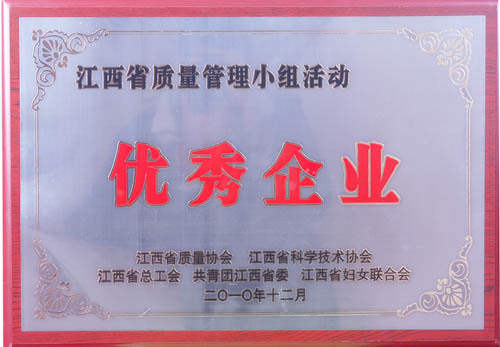 江西省质量管理小组活动
优秀企业
江西省质量协会 江西省科学技术协会
江西省总工会 共青团江西省委 江西省妇女联合会
二〇一〇年十二月